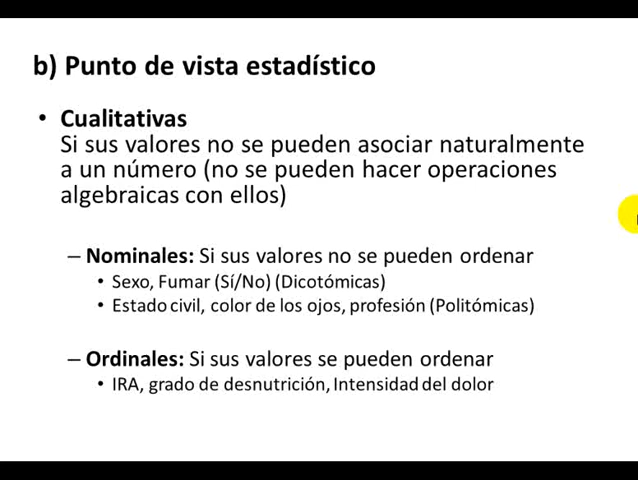 b) Punto de vista estadístico
• Cualitativas
Si sus valores no se pueden asociar naturalmente
a un número (no se pueden hacer operaciones
algebraicas con ellos)
– Nominales: Si sus valores no se pueden ordenar
• Sexo, Fumar (Sí/No) (Dicotómicas)
• Estado civil, color de los ojos, profesión (Politómicas)
– Ordinales: Si sus valores se pueden ordenar
• IRA, grado de desnutrición, Intensidad del dolor